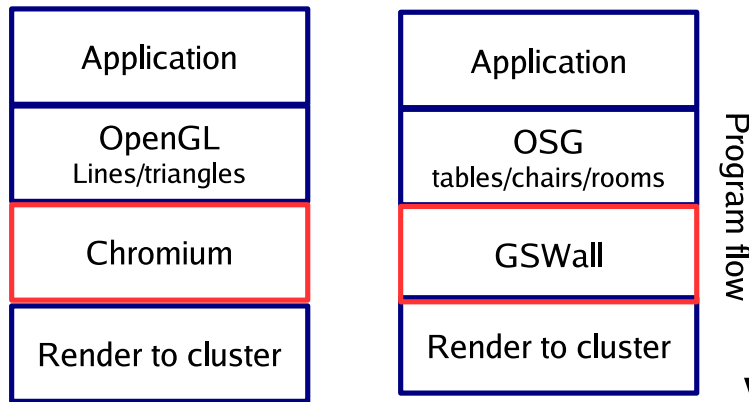 Application
OpenGL
Lines/triangles
Chromium
Render to cluster
Application
OSG
tables/chairs/rooms
GSWall
Render to cluster
Program flow